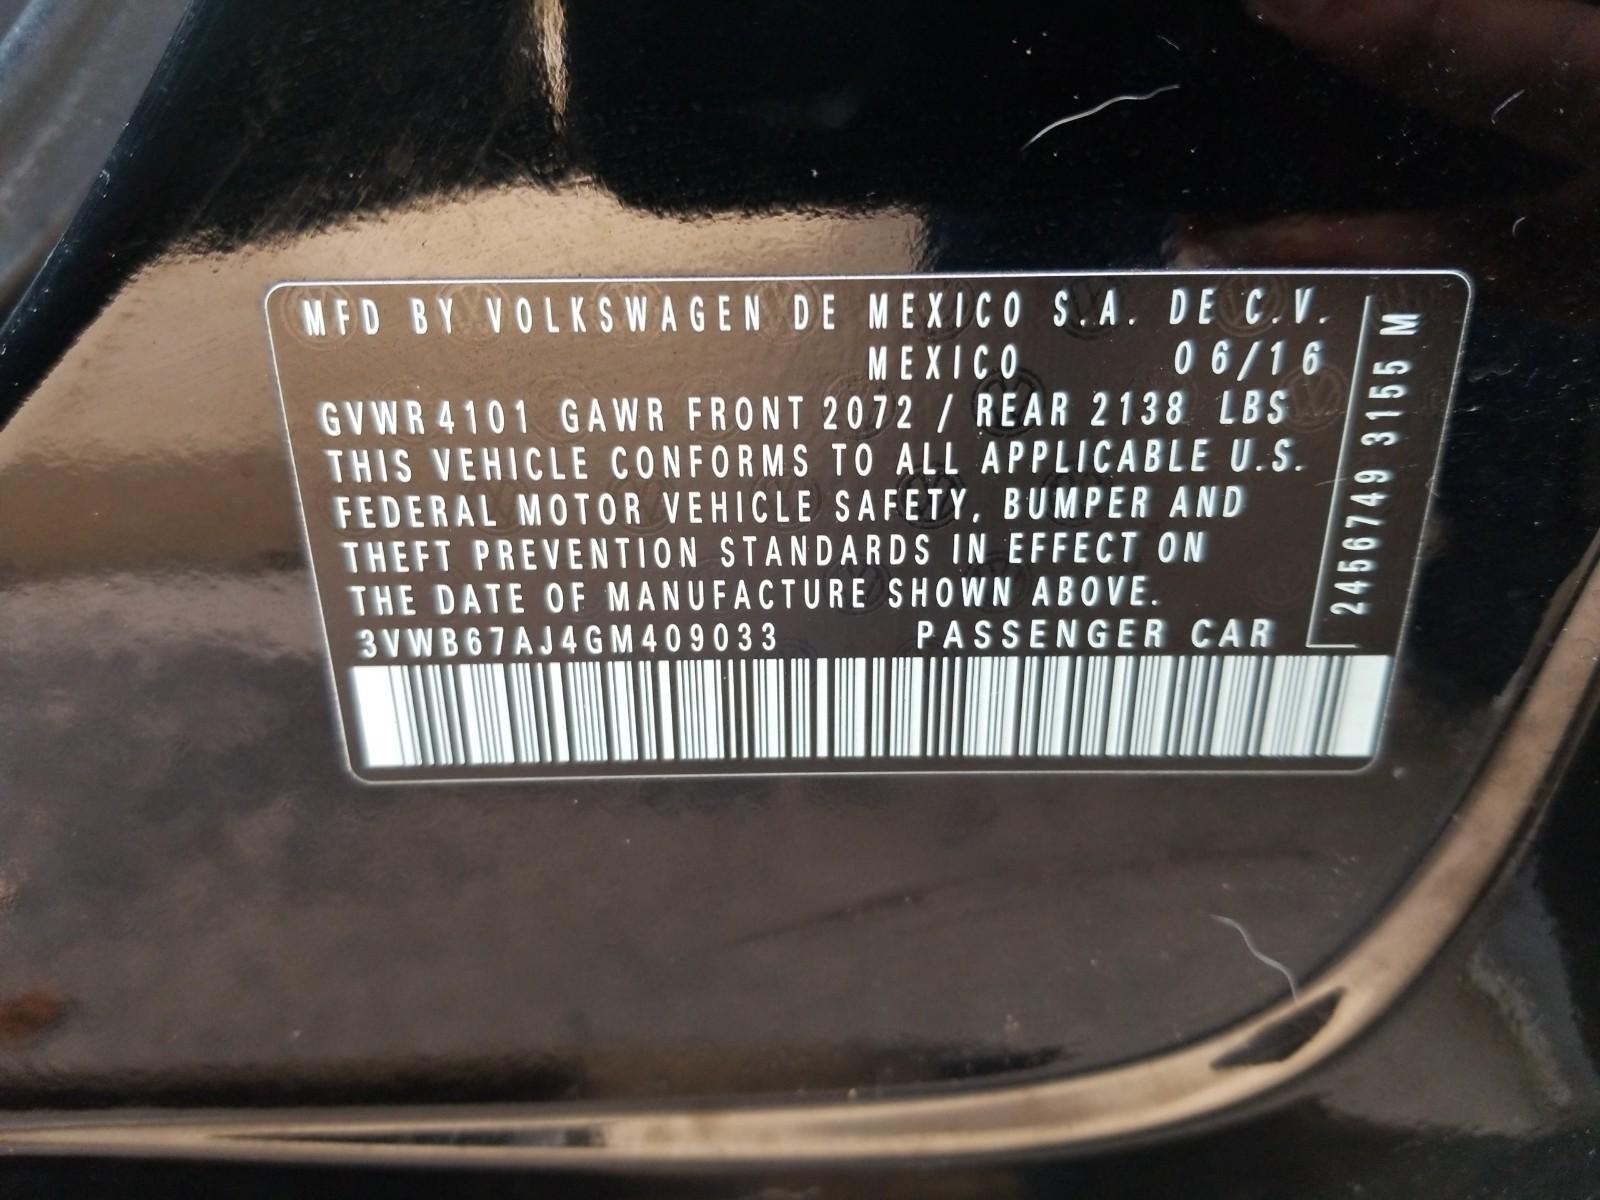 MFD BY VOLKSWAGEN DE MEXICO S.A. DE C.V.
MEXICO 06/16
GVWR 4101 GAWR FRONT 2072 / REAR 2138 LBS
THIS VEHICLE CONFORMS TO ALL APPLICABLE U.S.
FEDERAL MOTOR VEHICLE SAFETY, BUMPER AND
THEFT PREVENTION STANDARDS IN EFFECT ON
THE DATE OF MANUFACTURE SHOWN ABOVE.
3VWB67AJ4GM409033 PASSENGER CAR
2456749 3155 M